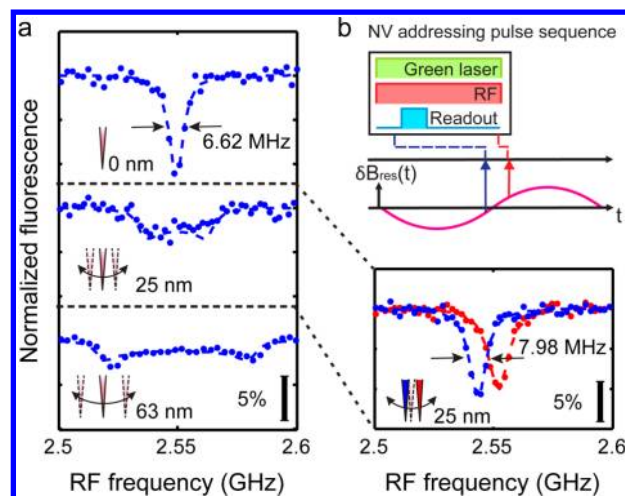 a
Normalized fluorescence
6.62 MHz
0 nm
25 nm
63 nm
5%
2.5
2.55
2.6
RF frequency (GHz)
b
NV addressing pulse sequence
Green laser
RF
Readout
δBres(t)
t
7.98 MHz
25 nm
5%
2.5
2.55
2.6
RF frequency (GHz)